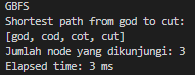 GBFS
Shortest path from god to cut:
[god, cod, cot, cut]
Jumlah node yang dikunjungi: 3
Elapsed time: 3 ms